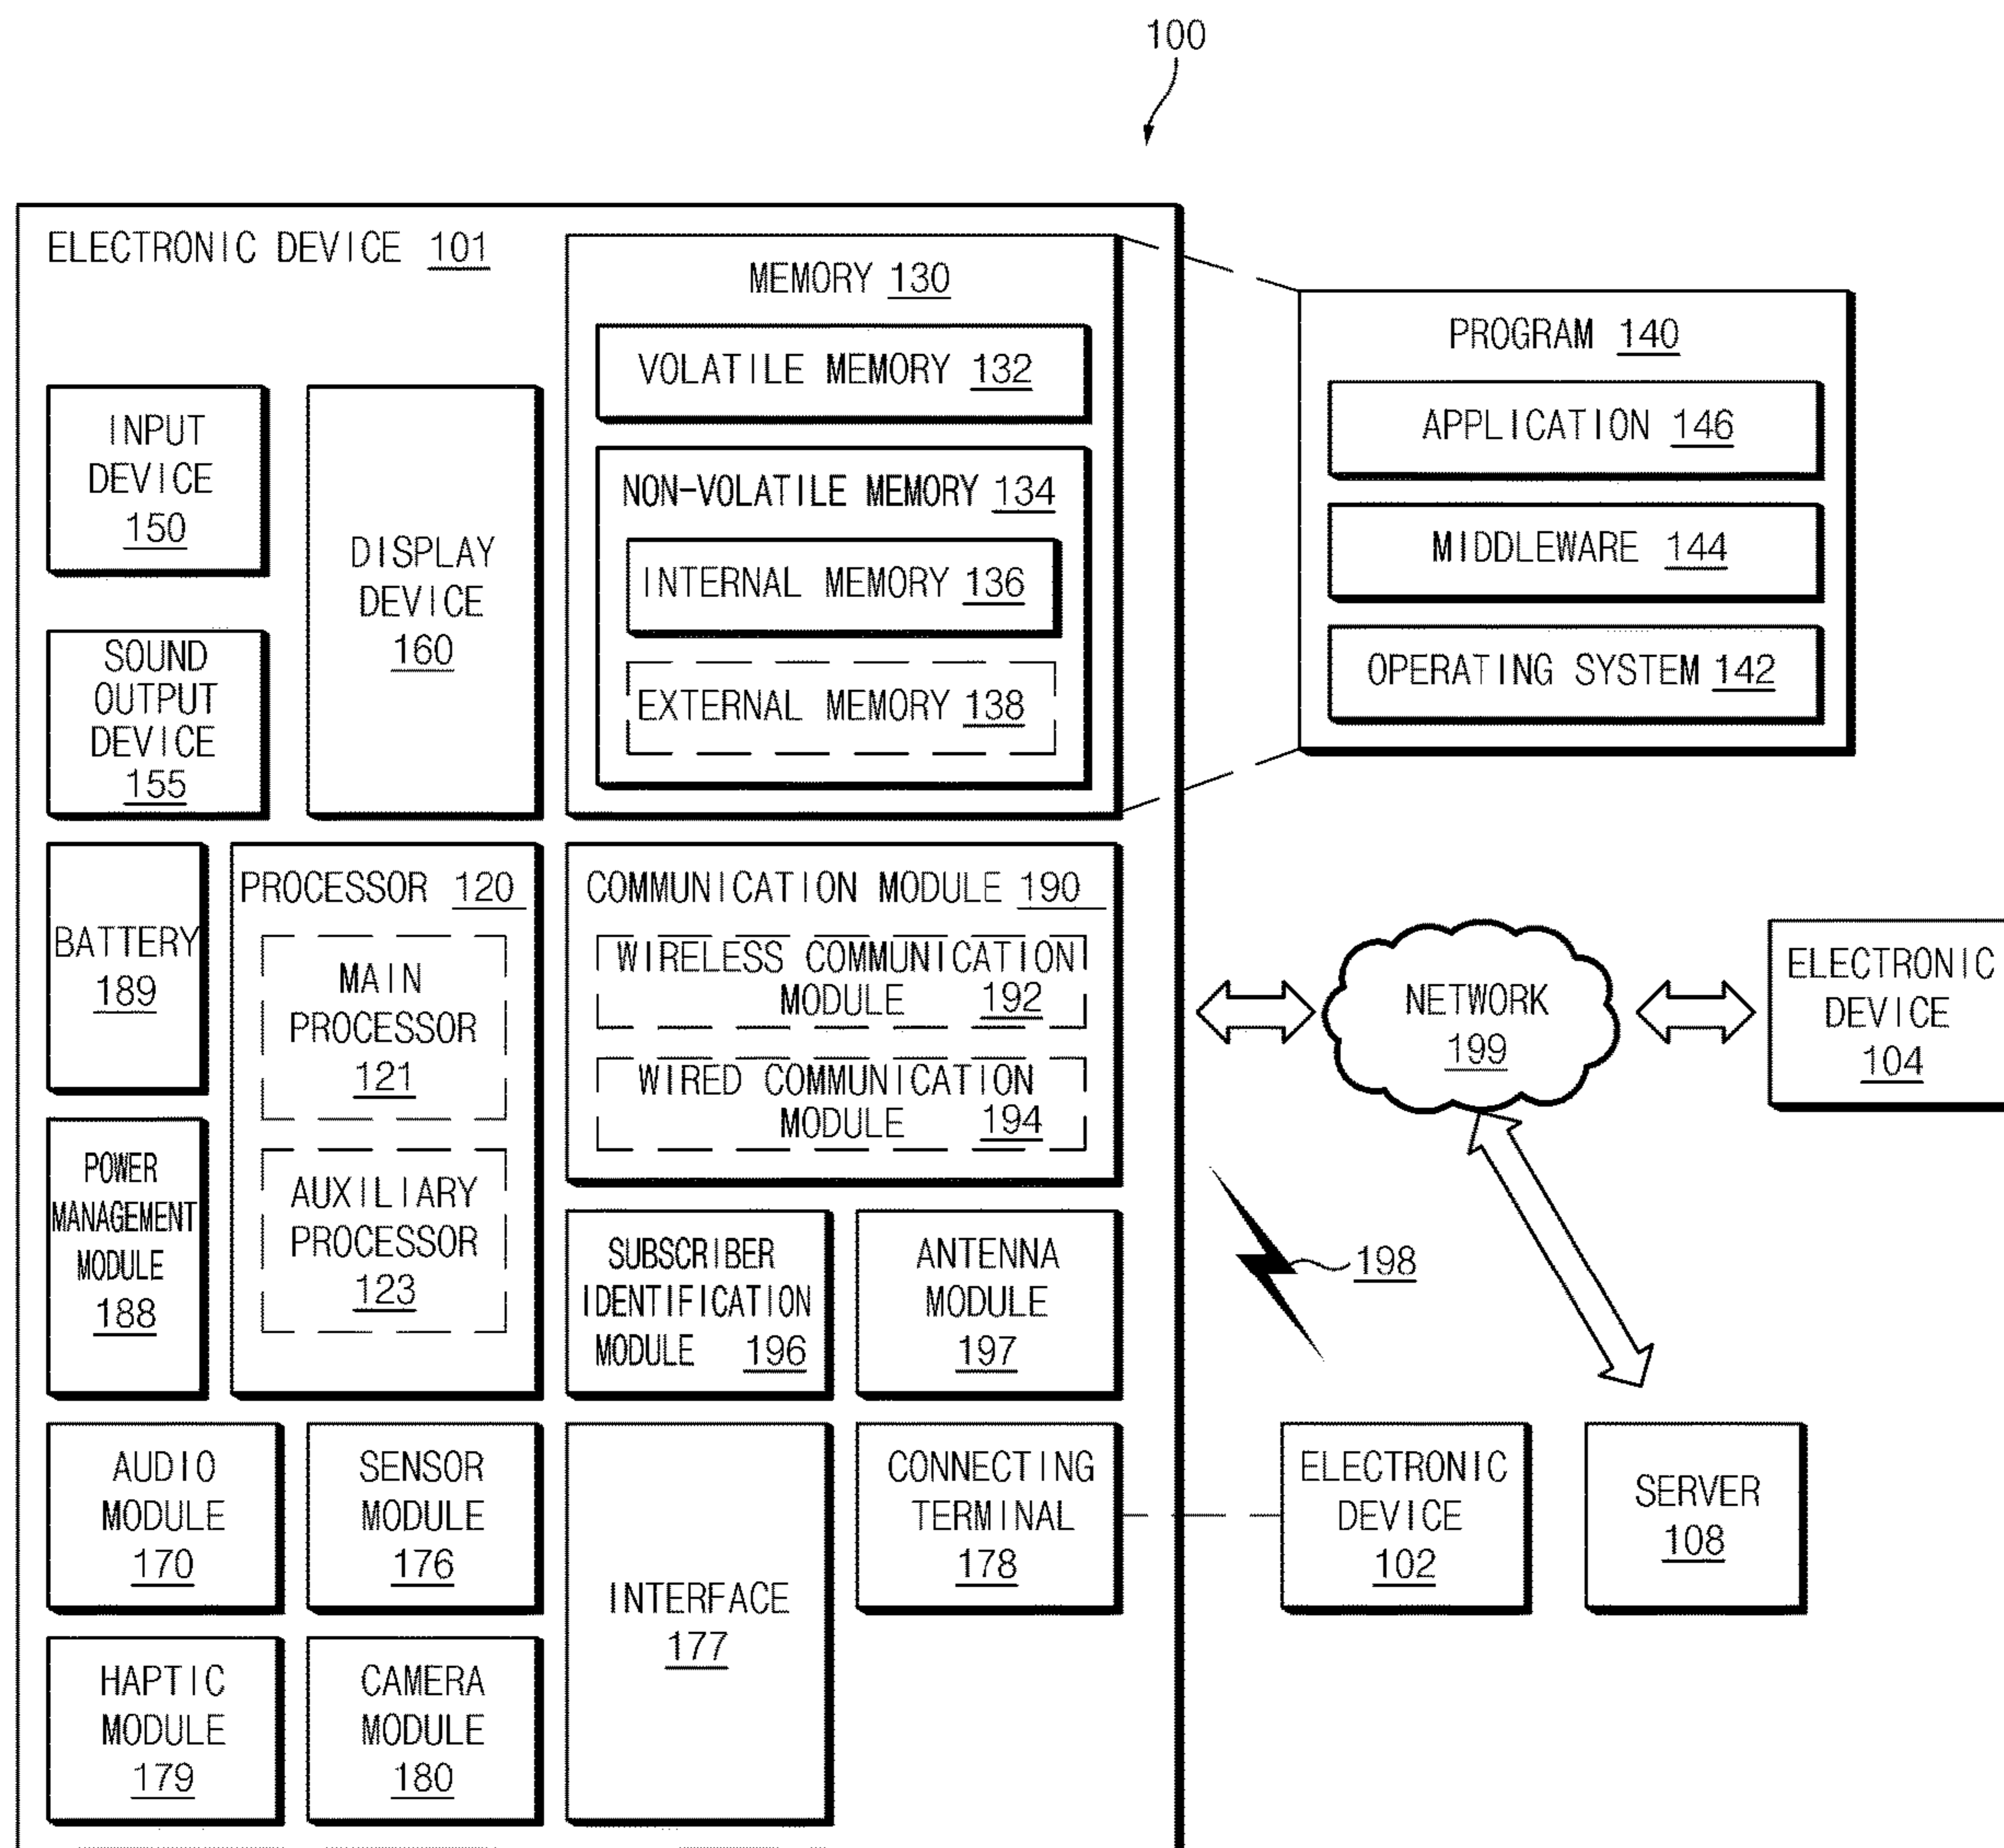 100
ELECTRONIC DEVICE 101
MEMORY 130
VOLATILE MEMORY 132
NON-VOLATILE MEMORY 134
INTERNAL MEMORY 136
EXTERNAL MEMORY 138
PROGRAM 140
APPLICATION 146
MIDDLEWARE 144
OPERATING SYSTEM 142
INPUT
DEVICE
150
DISPLAY
DEVICE
160
SOUND
OUTPUT
DEVICE
155
BATTERY
189
PROCESSOR 120
MAIN
PROCESSOR
121
AUXILIARY
PROCESSOR
123
COMMUNICATION MODULE 190
WIRELESS COMMUNICATION
MODULE 192
WIRED COMMUNICATION
MODULE 194
NETWORK
199
ELECTRONIC
DEVICE
104
POWER
MANAGEMENT
MODULE
188
SUBSCRIBER
IDENTIFICATION
MODULE 196
ANTENNA
MODULE
197
198
AUDIO
MODULE
170
SENSOR
MODULE
176
INTERFACE
177
CONNECTING
TERMINAL
178
ELECTRONIC
DEVICE
102
SERVER
108
HAPTIC
MODULE
179
CAMERA
MODULE
180